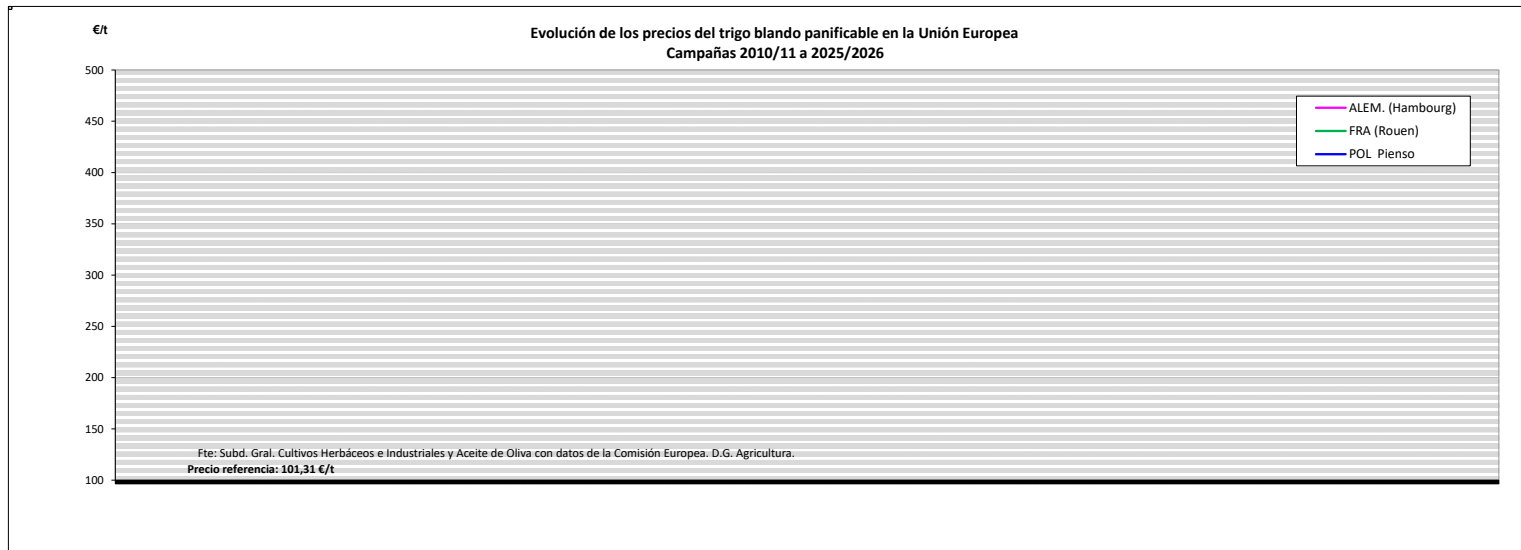 €/t
Evolución de los precios del trigo blando panificable en la Unión Europea
Campañas 2010/11 a 2025/2026
500
450
400
350
300
250
200
150
100
ALEM. (Hambourg)
FRA (Rouen)
POL Pienso
Fte: Subd. Gral. Cultivos Herbáceos e Industriales y Aceite de Oliva con datos de la Comisión Europea. D.G. Agricultura.
Precio referencia: 101,31 €/t